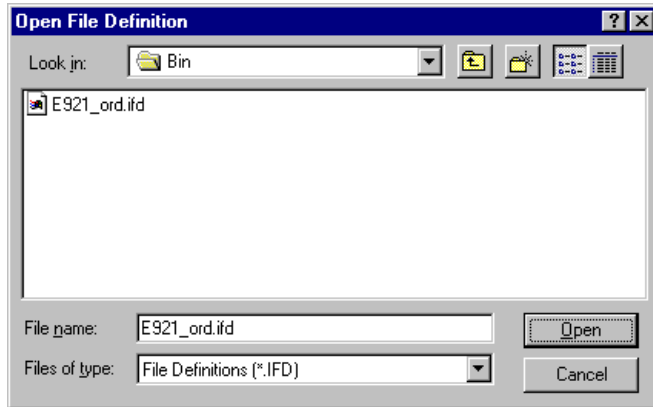 Open File Definition
Look in: Bin
E921_ord.ifd
File name: E921_ord.ifd Open
Files of type: File Definitions (*.IFD) Cancel